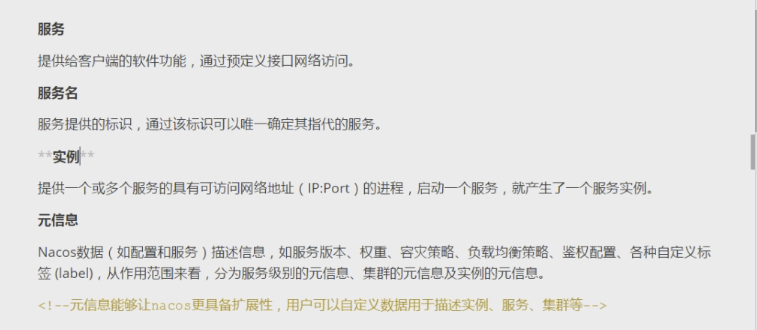 服务
提供给客户端的软件功能，通过预定义接口网络访问。
服务名
服务提供的标识，通过该标识可以唯一确定其指代的服务。
**实例**
提供一个或多个服务的具有可访问网络地址（IP:Port）的进程，启动一个服务，就产生了一个服务实例。
元信息
Nacos数据（如配置和服务）描述信息，如服务版本、权重、容灾策略、负载均衡策略、鉴权配置、各种自定义标
签 (label)，从作用范围来看，分为服务级别的元信息、集群的元信息及实例的元信息。
<!--元信息能够让nacos更具备扩展性，用户可以自定义数据用于描述实例、服务、集群等-->